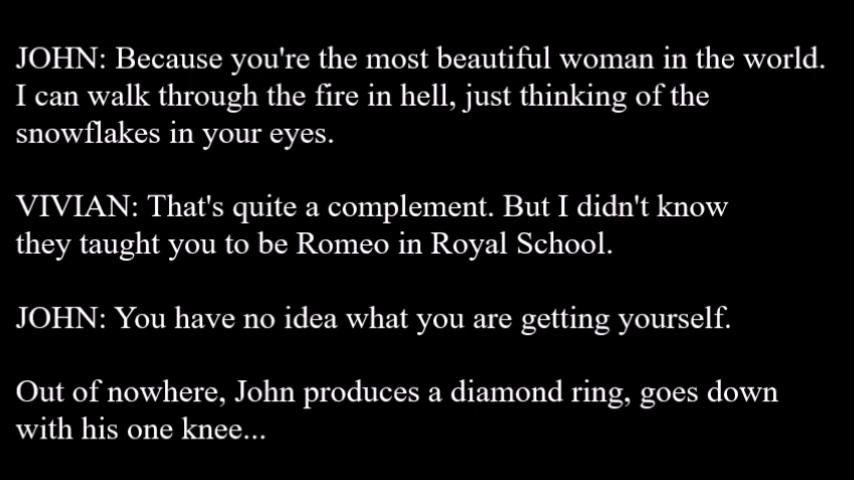 JOHN: Because you're the most beautiful woman in the world.
I can walk through the fire in hell, just thinking of the
snowflakes in your eyes.
VIVIAN: That's quite a complement. But I didn't know
they taught you to be Romeo in Royal School.
JOHN: You have no idea what you are getting yourself.
Out of nowhere, John produces a diamond ring, goes down
with his one knee...